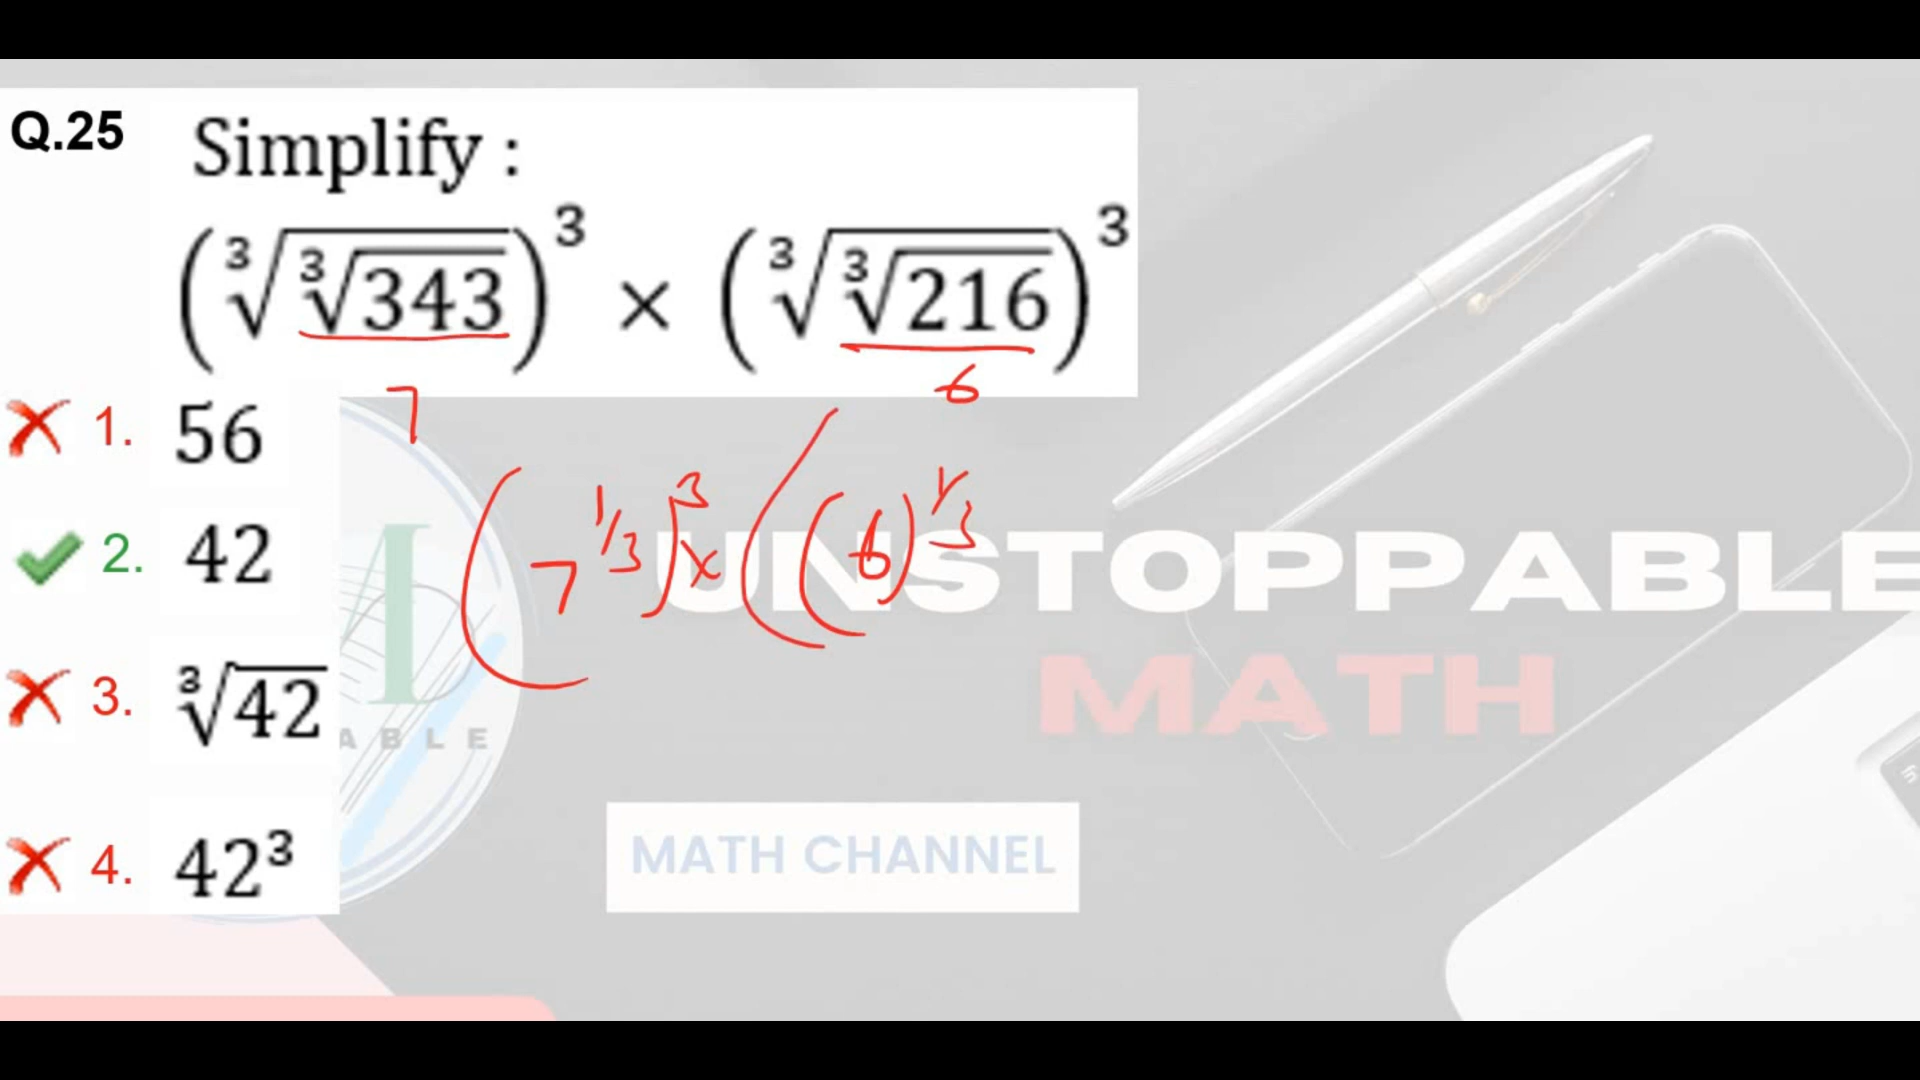 Q.25 Simplify :
(∛∛343)³ × (∛∛216)³
7 6
1. 56
(7^1/3)³ × ((6)^1/3
2. 42
UNSTOPPABLE
MATH
3. ∛42
ABLE
4. 42³
MATH CHANNEL